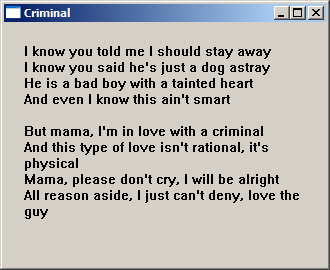 Criminal
I know you told me I should stay away
I know you said he's just a dog astray
He is a bad boy with a tainted heart
And even I know this ain't smart
But mama, I'm in love with a criminal
And this type of love isn't rational, it's
physical
Mama, please don't cry, I will be alright
All reason aside, I just can't deny, love the
guy